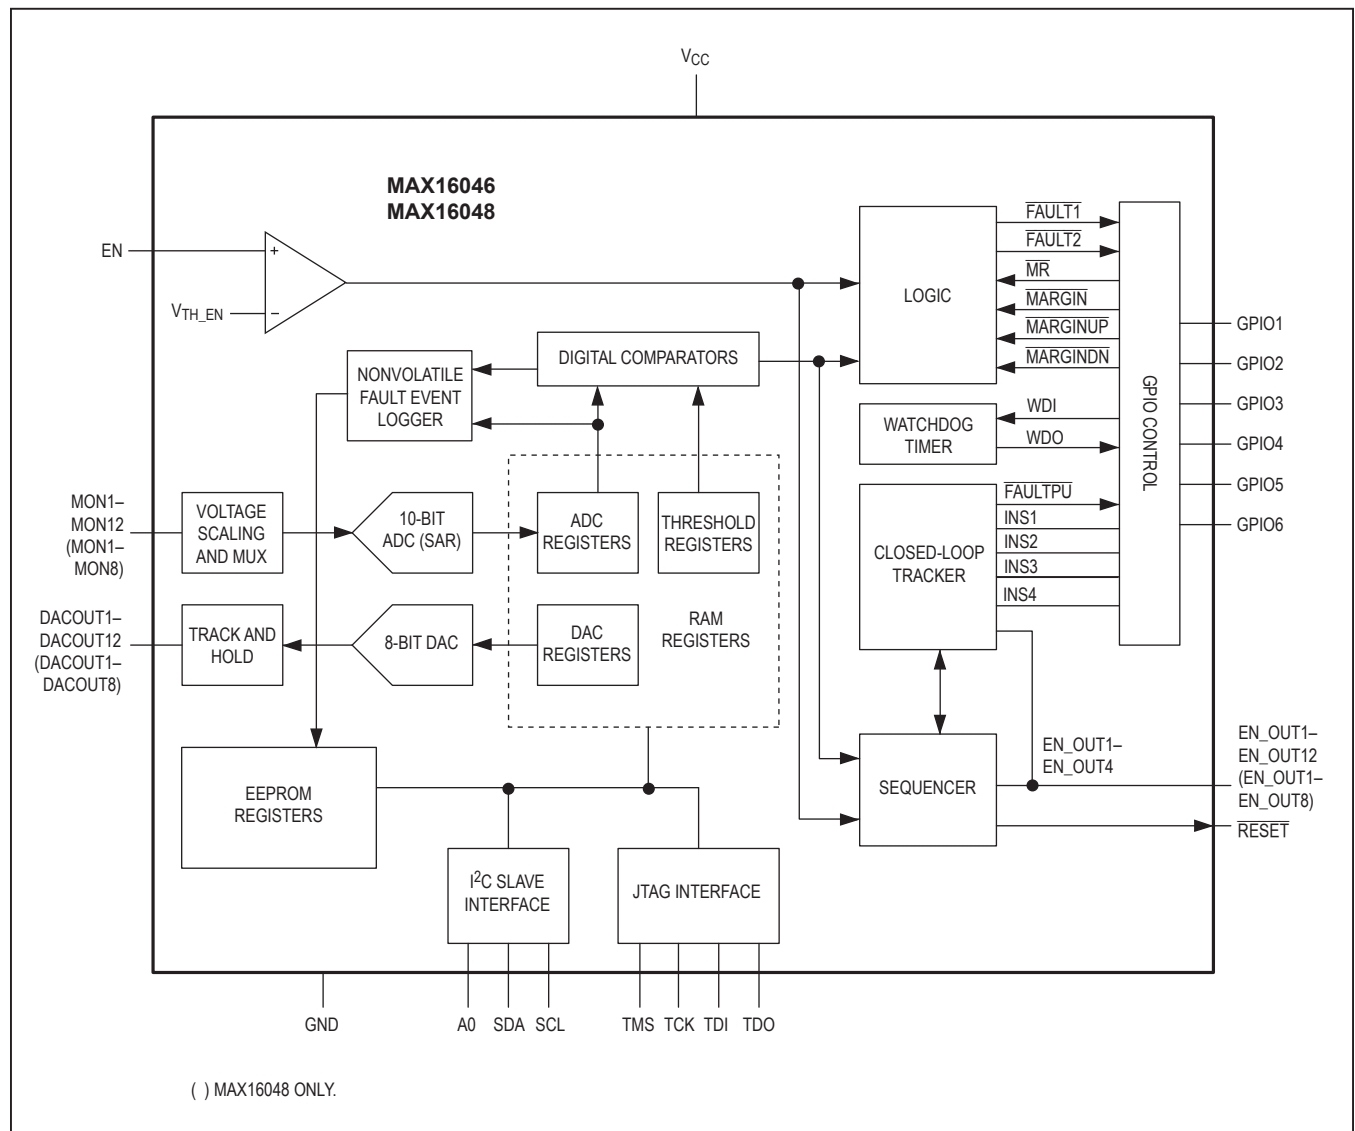 VCC
MAX16046
MAX16048
EN
VTH_EN
+
−
LOGIC
FAULT1
FAULT2
MR
MARGIN
MARGINUP
MARGINDN
DIGITAL COMPARATORS
NONVOLATILE
FAULT EVENT
LOGGER
WATCHDOG
TIMER
WDI
WDO
GPIO CONTROL
GPIO1
GPIO2
GPIO3
GPIO4
GPIO5
GPIO6
MON1–
MON12
(MON1–
MON8)
VOLTAGE
SCALING
AND MUX
10-BIT
ADC (SAR)
ADC
REGISTERS
THRESHOLD
REGISTERS
CLOSED-LOOP
TRACKER
FAULTPU
INS1
INS2
INS3
INS4
DACOUT1–
DACOUT12
(DACOUT1–
DACOUT8)
TRACK AND
HOLD
8-BIT DAC
DAC
REGISTERS
RAM
REGISTERS
EEPROM
REGISTERS
SEQUENCER
EN_OUT1–
EN_OUT4
EN_OUT1–
EN_OUT12
(EN_OUT1–
EN_OUT8)
RESET
I2C SLAVE
INTERFACE
JTAG INTERFACE
GND
A0
SDA
SCL
TMS
TCK
TDI
TDO
( ) MAX16048 ONLY.